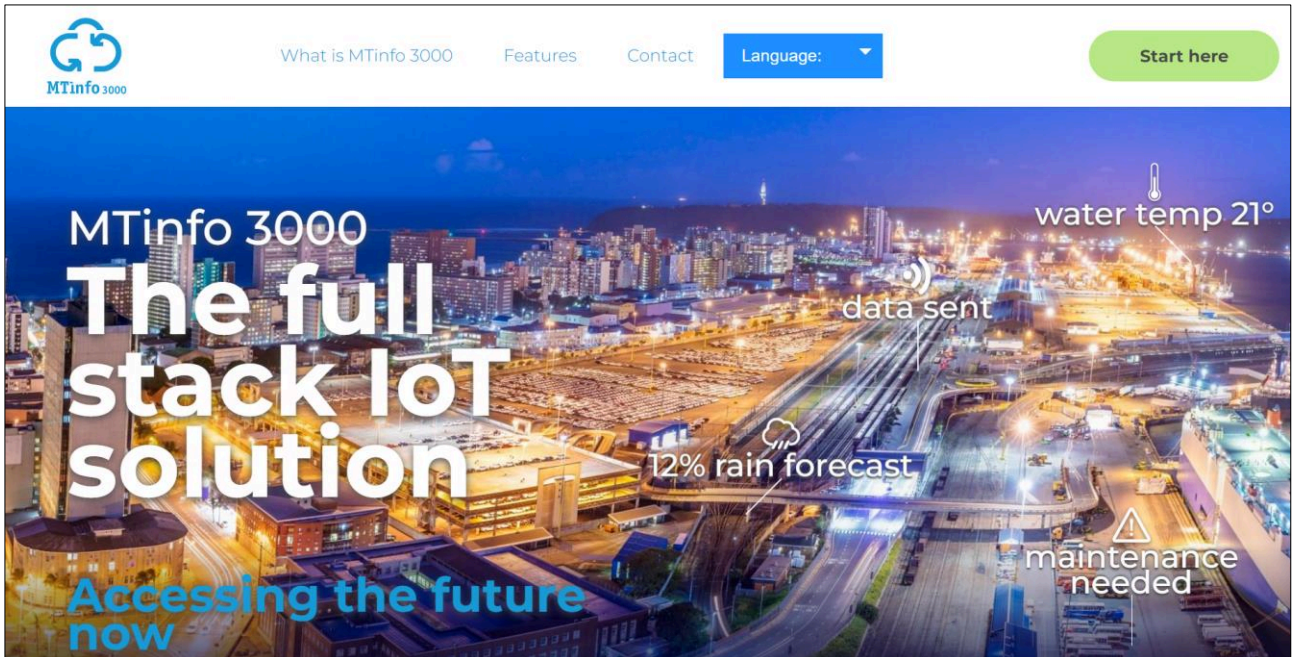 MTinfo 3000
What is MTinfo 3000
Features
Contact
Language:
Start here
MTinfo 3000
The full
stack IoT
solution
Accessing the future
now
water temp 21°
data sent
12% rain forecast
maintenance
needed